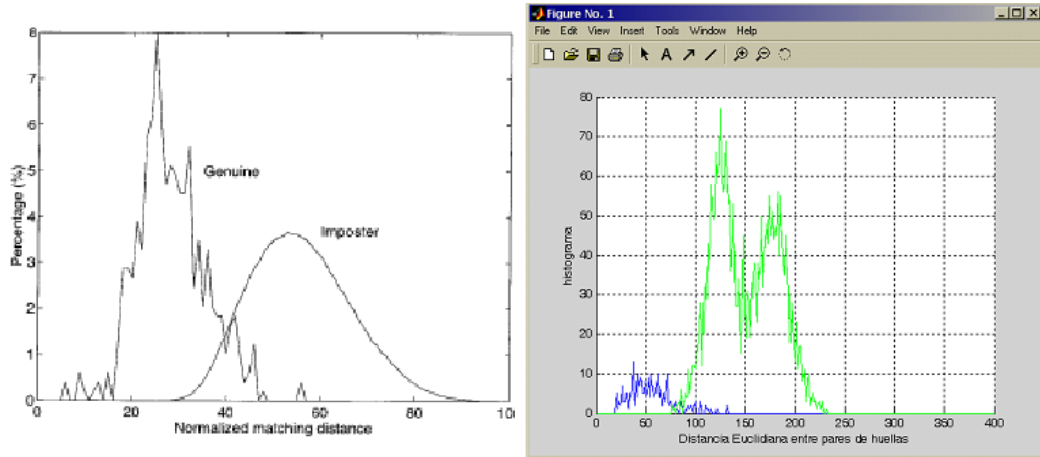 8
7
6
5
4
3
2
1
0
Percentage (%)
Genuine
Imposter
0 20 40 60 80 100
Normalized matching distance
Figure No. 1
File Edit View Insert Tools Window Help
A
80
70
60
50
40
30
20
10
0
histograma
0 50 100 150 200 250 300 350 400
Distancia Euclidiana entre pares de huellas